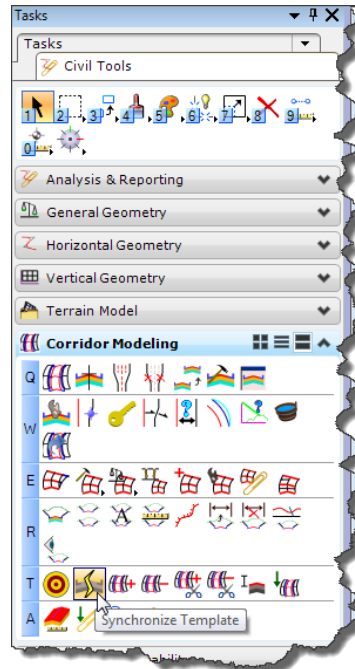 Tasks
Tasks
Civil Tools
1 2 3 4 5 6 7 8 9
0
Analysis & Reporting
General Geometry
Horizontal Geometry
Vertical Geometry
Terrain Model
Corridor Modeling
Q
W
E
R
T
A
Synchronize Template